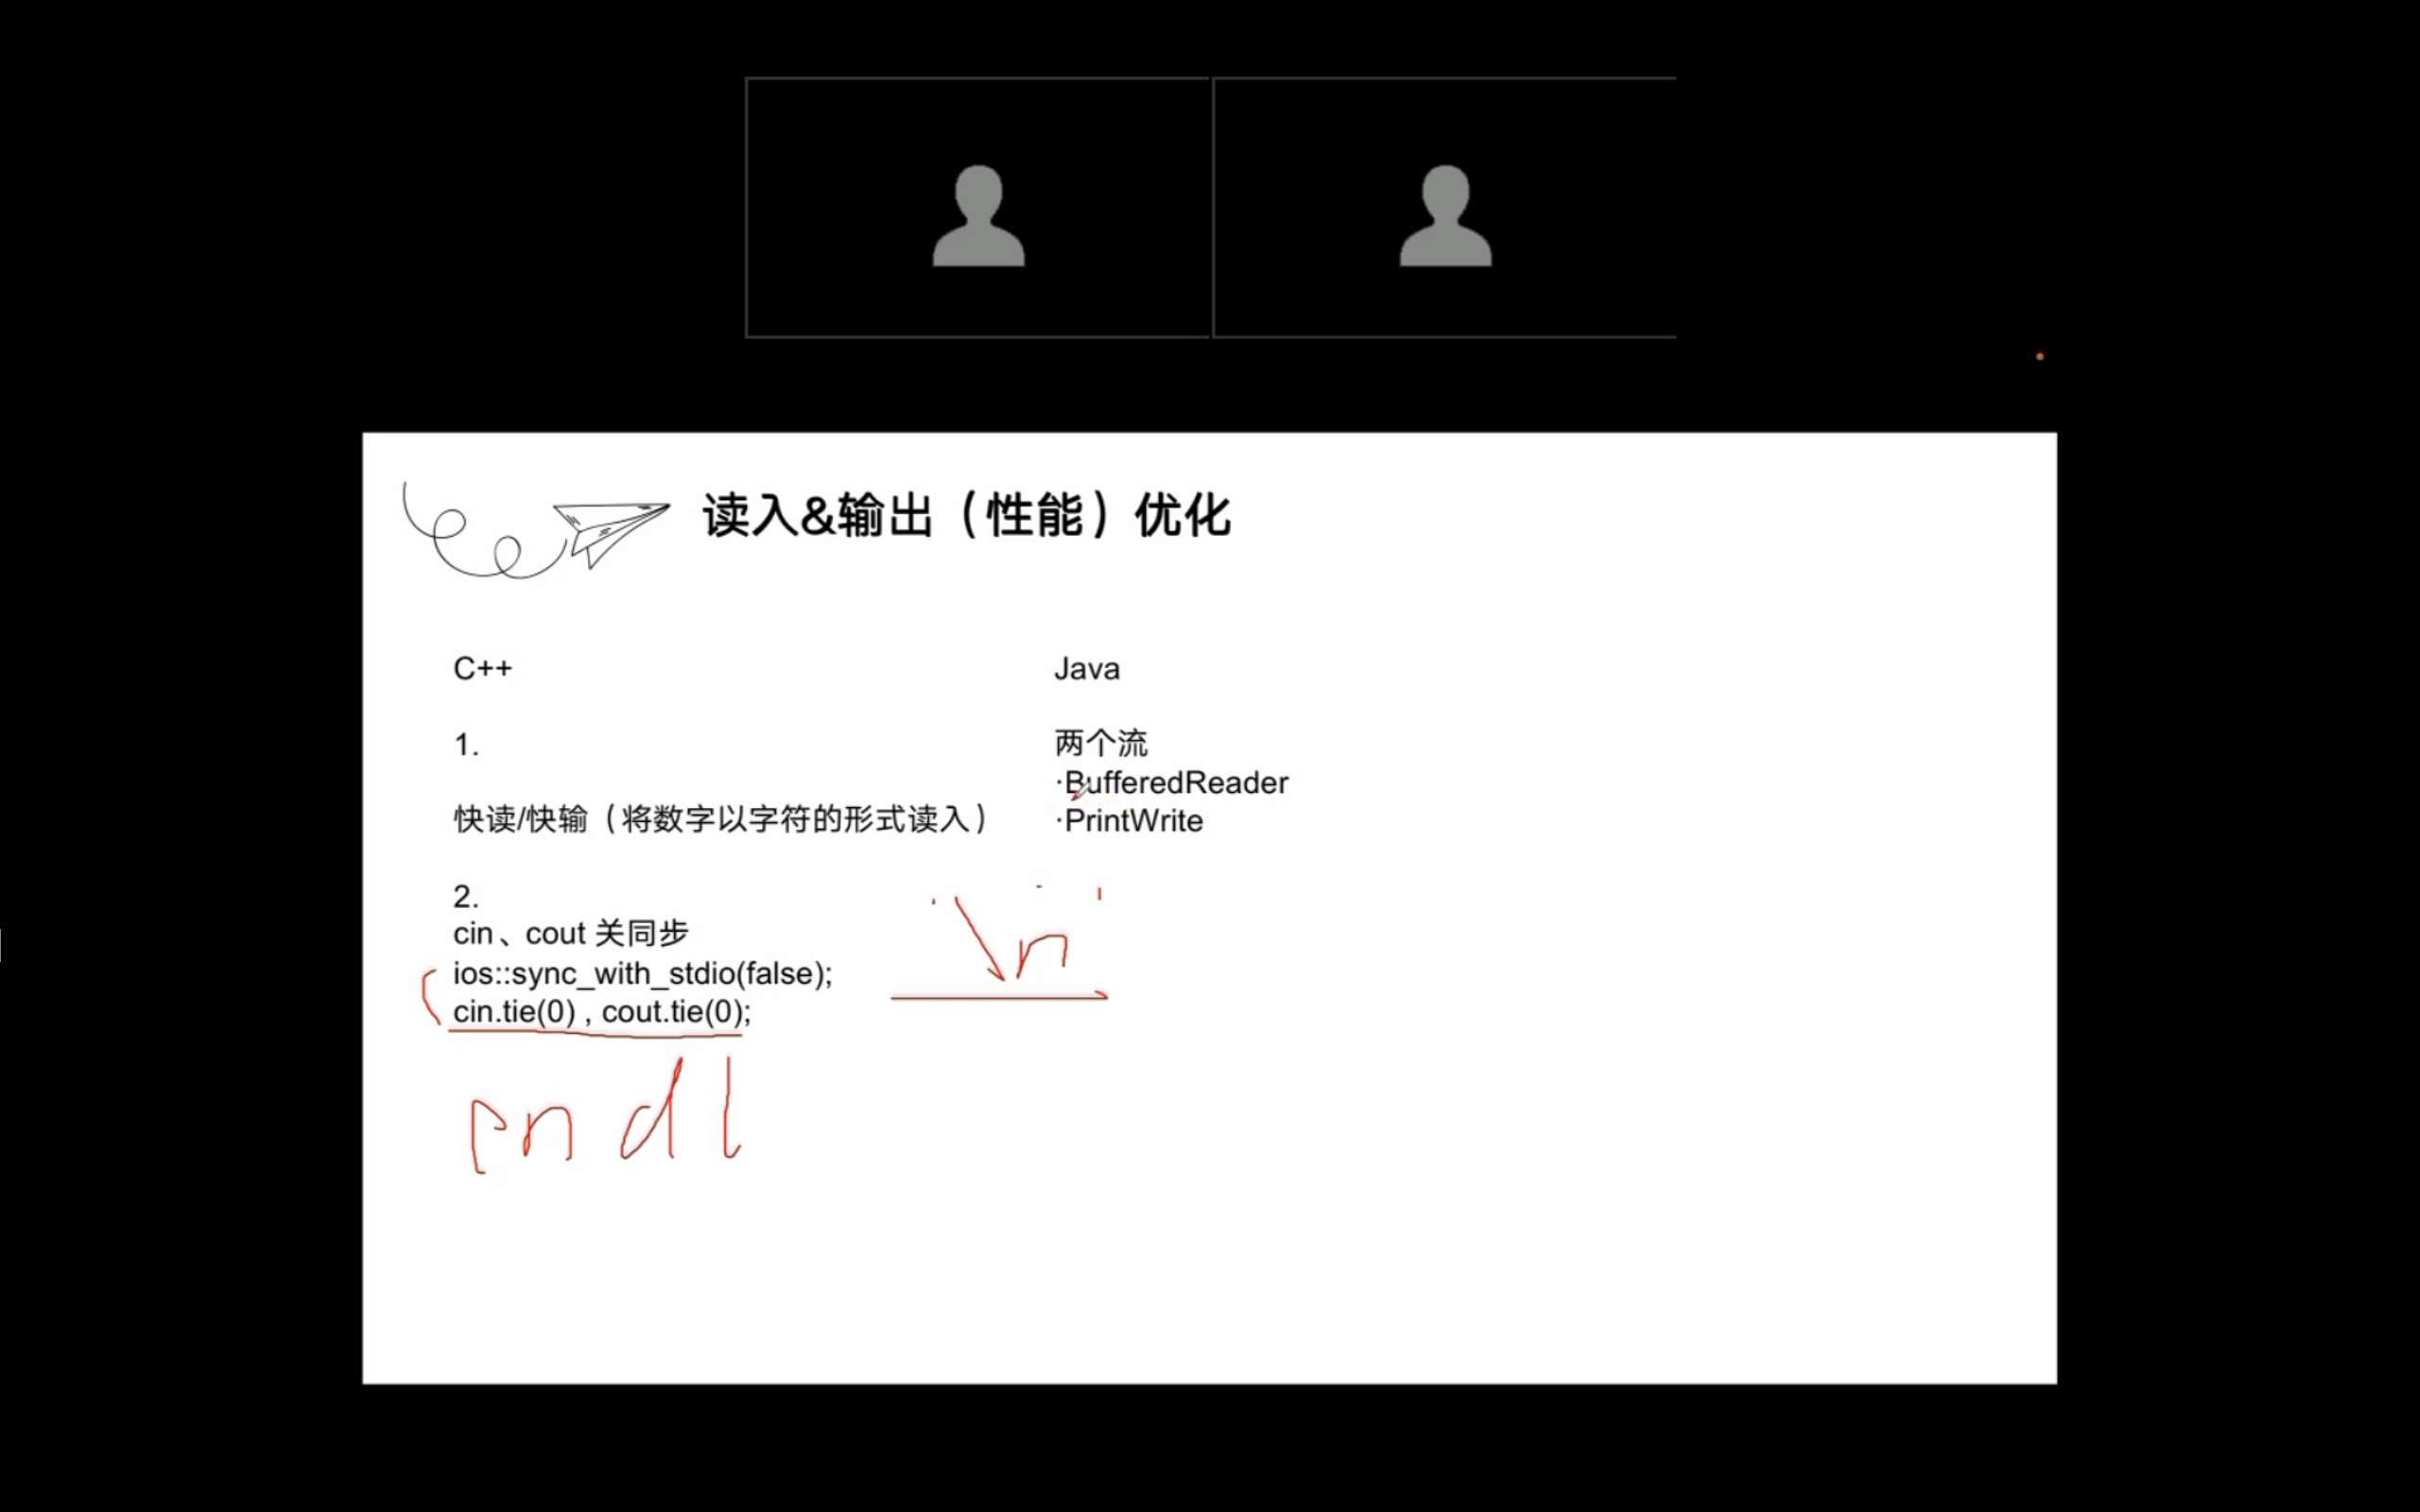 读入&输出（性能）优化
C++
1.
快读/快输（将数字以字符的形式读入）
2.
cin、cout 关同步
ios::sync_with_stdio(false);
cin.tie(0) , cout.tie(0);
endl
Java
两个流
·BufferedReader
·PrintWrite
'\n'